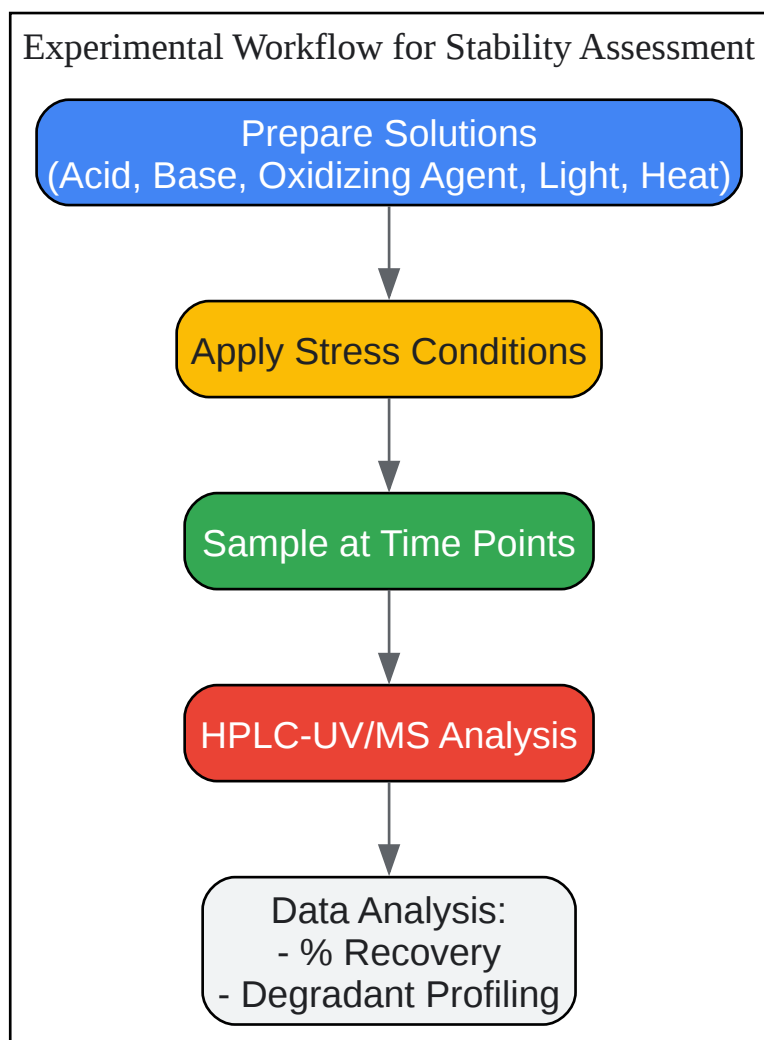 Experimental Workflow for Stability Assessment
Prepare Solutions
(Acid, Base, Oxidizing Agent, Light, Heat)
Apply Stress Conditions
Sample at Time Points
HPLC-UV/MS Analysis
Data Analysis:
- % Recovery
- Degradant Profiling